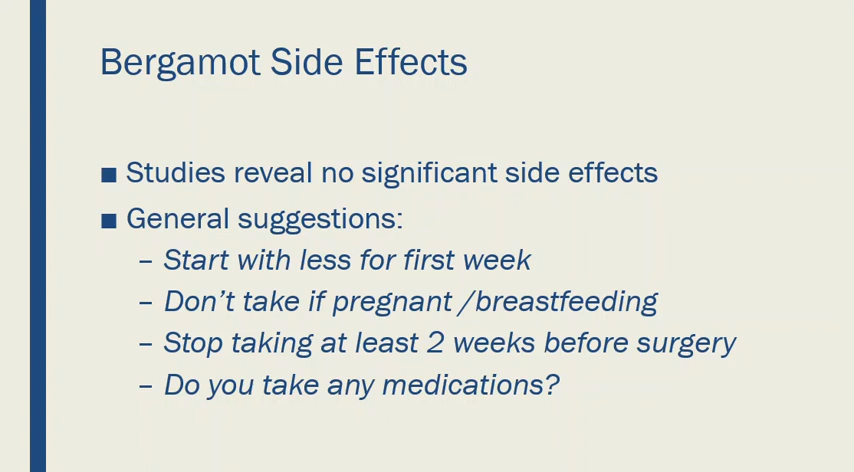 Bergamot Side Effects
■ Studies reveal no significant side effects
■ General suggestions:
– Start with less for first week
– Don’t take if pregnant /breastfeeding
– Stop taking at least 2 weeks before surgery
– Do you take any medications?